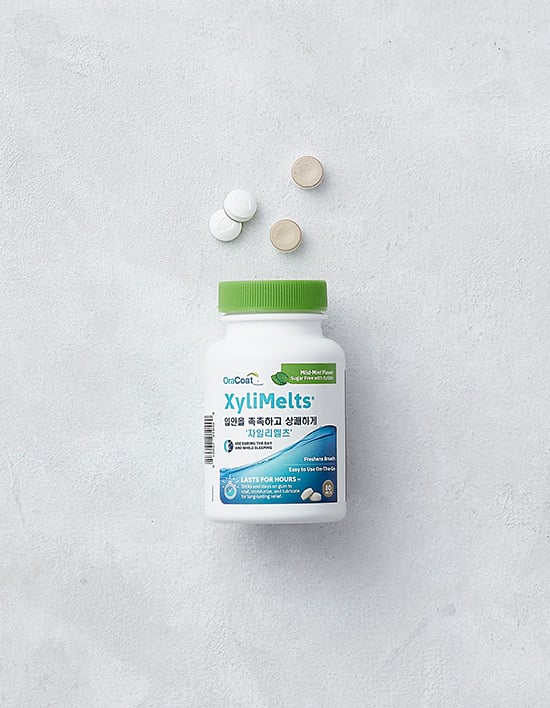 Mild-Mint Flavor
Sugar Free with Xylitol
OraCoat
XyliMelts®
입안을 촉촉하고 상쾌하게
'자일리멜츠'
USE DURING THE DAY
AND WHILE SLEEPING
Freshens Breath
Easy to Use On-The-Go
LASTS FOR HOURS
Sticks and stays on gum to
coat, moisturize, and lubricate
for long-lasting relief.
80